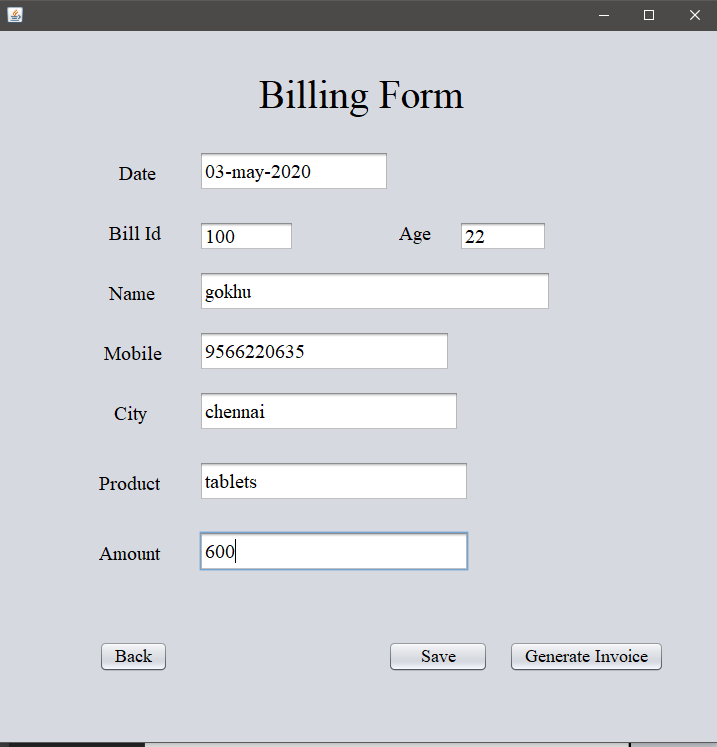 Billing Form
Date 03-may-2020
Bill Id 100 Age 22
Name gokhu
Mobile 9566220635
City chennai
Product tablets
Amount 600
Back Save Generate Invoice